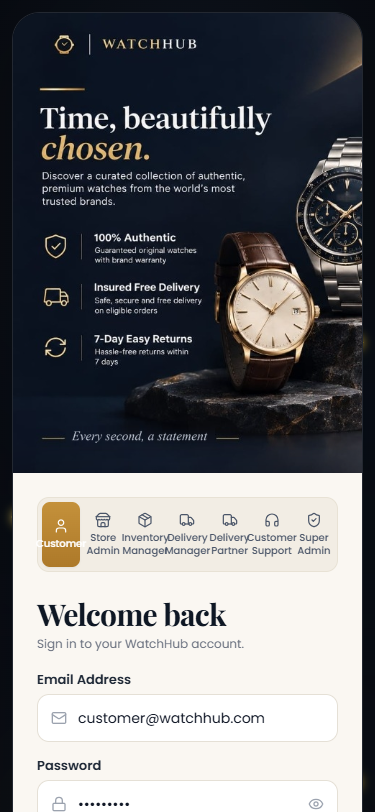 WATCHHUB
Time, beautifully
chosen.
Discover a curated collection of authentic,
premium watches from the world's most
trusted brands.
100% Authentic
Guaranteed original watches
with brand warranty
Insured Free Delivery
Safe, secure and free delivery
on eligible orders
7-Day Easy Returns
Hassle-free returns within
7 days
Every second, a statement
Customer
Store Admin
Inventory Manager
Delivery Manager
Delivery Partner
Customer Support
Super Admin
Welcome back
Sign in to your WatchHub account.
Email Address
customer@watchhub.com
Password
•••••••••